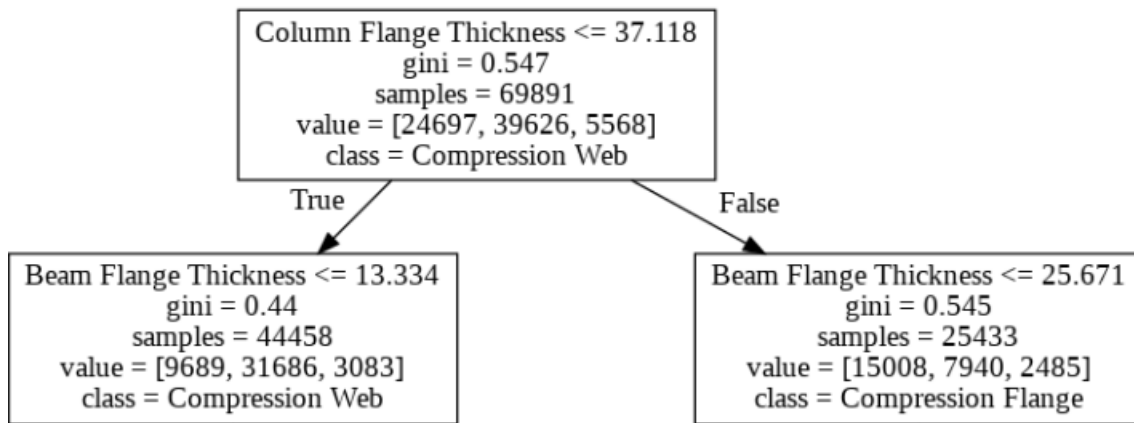 Column Flange Thickness <= 37.118
gini = 0.547
samples = 69891
value = [24697, 39626, 5568]
class = Compression Web
True
False
Beam Flange Thickness <= 13.334
gini = 0.44
samples = 44458
value = [9689, 31686, 3083]
class = Compression Web
Beam Flange Thickness <= 25.671
gini = 0.545
samples = 25433
value = [15008, 7940, 2485]
class = Compression Flange